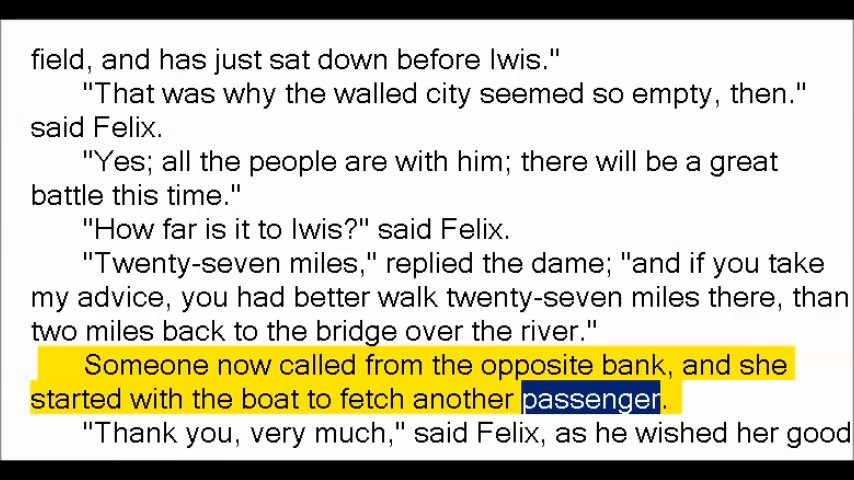 field, and has just sat down before Iwis."
"That was why the walled city seemed so empty, then."
said Felix.
"Yes; all the people are with him; there will be a great
battle this time."
"How far is it to Iwis?" said Felix.
"Twenty-seven miles," replied the dame; "and if you take
my advice, you had better walk twenty-seven miles there, than
two miles back to the bridge over the river."
Someone now called from the opposite bank, and she
started with the boat to fetch another passenger.
"Thank you, very much," said Felix, as he wished her good